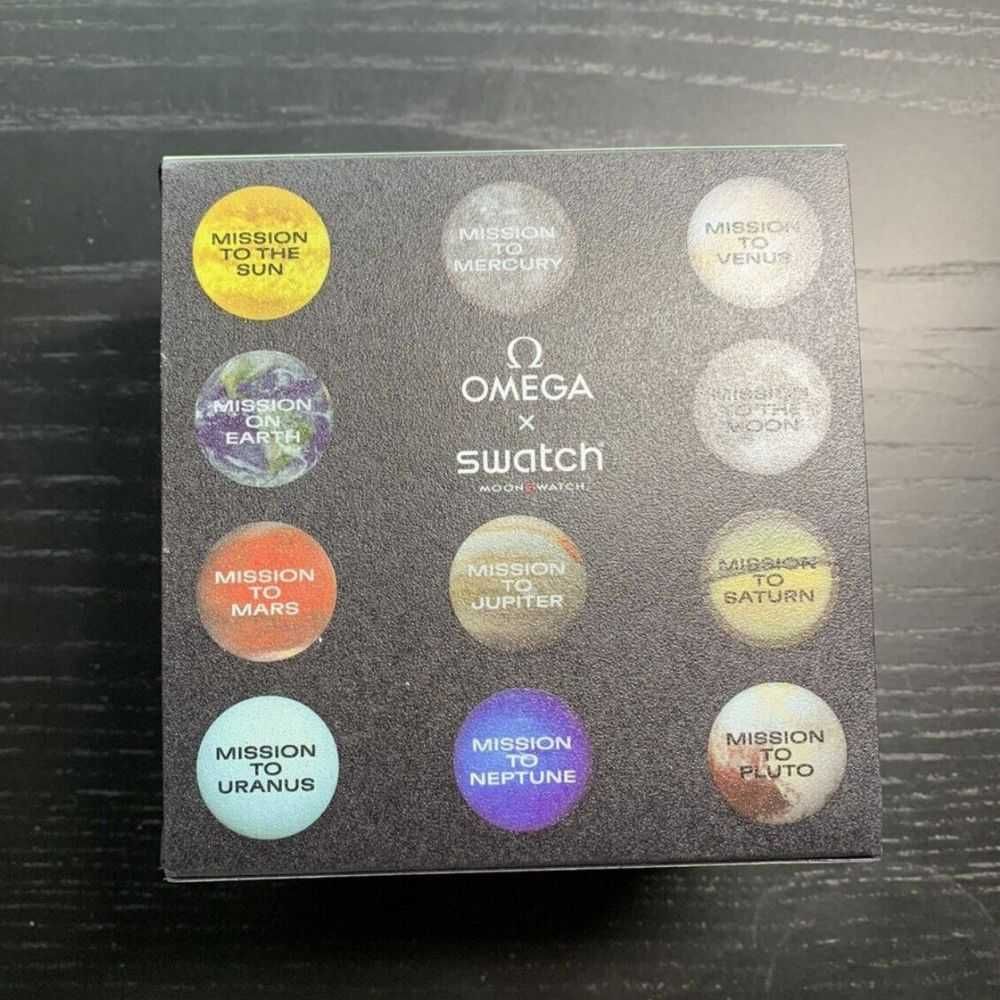 MISSION
TO THE
SUN
MISSION
TO
MERCURY
MISSION
TO
VENUS
MISSION
ON
EARTH
Ω
OMEGA
×
swatch
MOONSWATCH
MISSION
TO THE
MOON
MISSION
TO
MARS
MISSION
TO
JUPITER
MISSION
TO
SATURN
MISSION
TO
URANUS
MISSION
TO
NEPTUNE
MISSION
TO
PLUTO